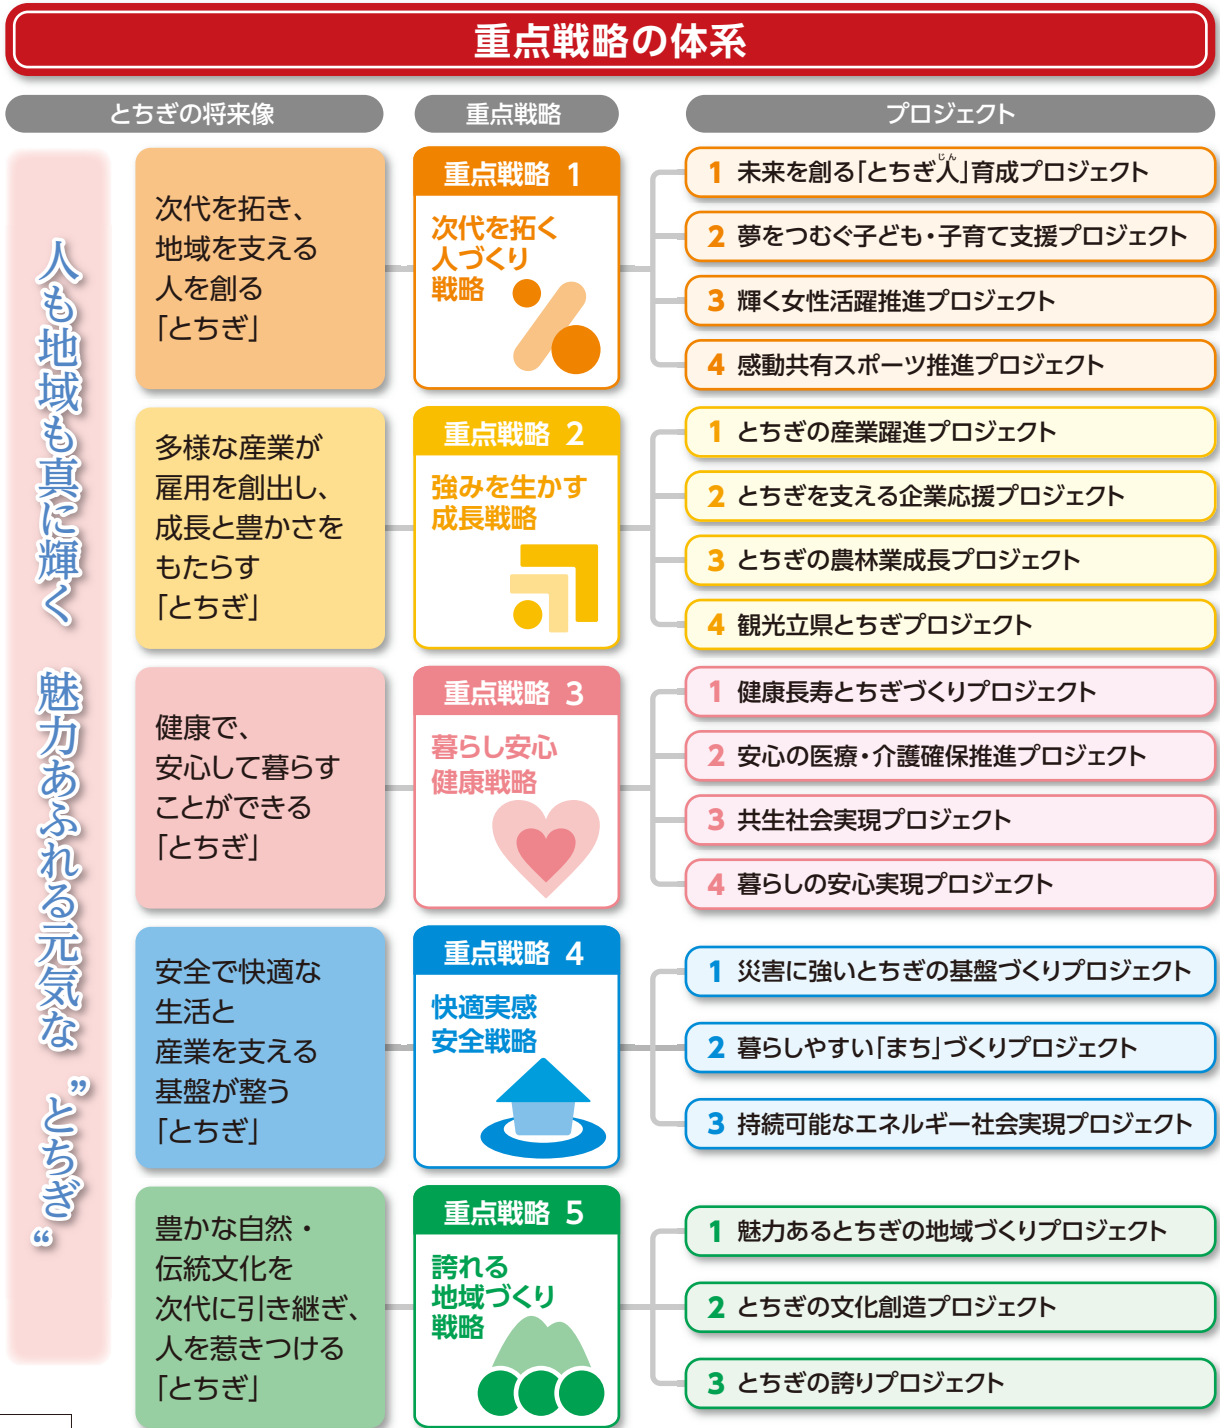 重点戦略の体系
とちぎの将来像
重点戦略
プロジェクト
人も地域も真に輝く 魅力あふれる元気な “とちぎ”
次代を拓き、
地域を支える
人を創る
「とちぎ」
重点戦略 1
次代を拓く
人づくり
戦略
1 未来を創る「とちぎ人」育成プロジェクト
じん
2 夢をつむぐ子ども・子育て支援プロジェクト
3 輝く女性活躍推進プロジェクト
4 感動共有スポーツ推進プロジェクト
多様な産業が
雇用を創出し、
成長と豊かさを
もたらす
「とちぎ」
重点戦略 2
強みを生かす
成長戦略
1 とちぎの産業躍進プロジェクト
2 とちぎを支える企業応援プロジェクト
3 とちぎの農林業成長プロジェクト
4 観光立県とちぎプロジェクト
健康で、
安心して暮らす
ことができる
「とちぎ」
重点戦略 3
暮らし安心
健康戦略
1 健康長寿とちぎづくりプロジェクト
2 安心の医療・介護確保推進プロジェクト
3 共生社会実現プロジェクト
4 暮らしの安心実現プロジェクト
安全で快適な
生活と
産業を支える
基盤が整う
「とちぎ」
重点戦略 4
快適実感
安全戦略
1 災害に強いとちぎの基盤づくりプロジェクト
2 暮らしやすい「まち」づくりプロジェクト
3 持続可能なエネルギー社会実現プロジェクト
豊かな自然・
伝統文化を
次代に引き継ぎ、
人を惹きつける
「とちぎ」
重点戦略 5
誇れる
地域づくり
戦略
1 魅力あるとちぎの地域づくりプロジェクト
2 とちぎの文化創造プロジェクト
3 とちぎの誇りプロジェクト